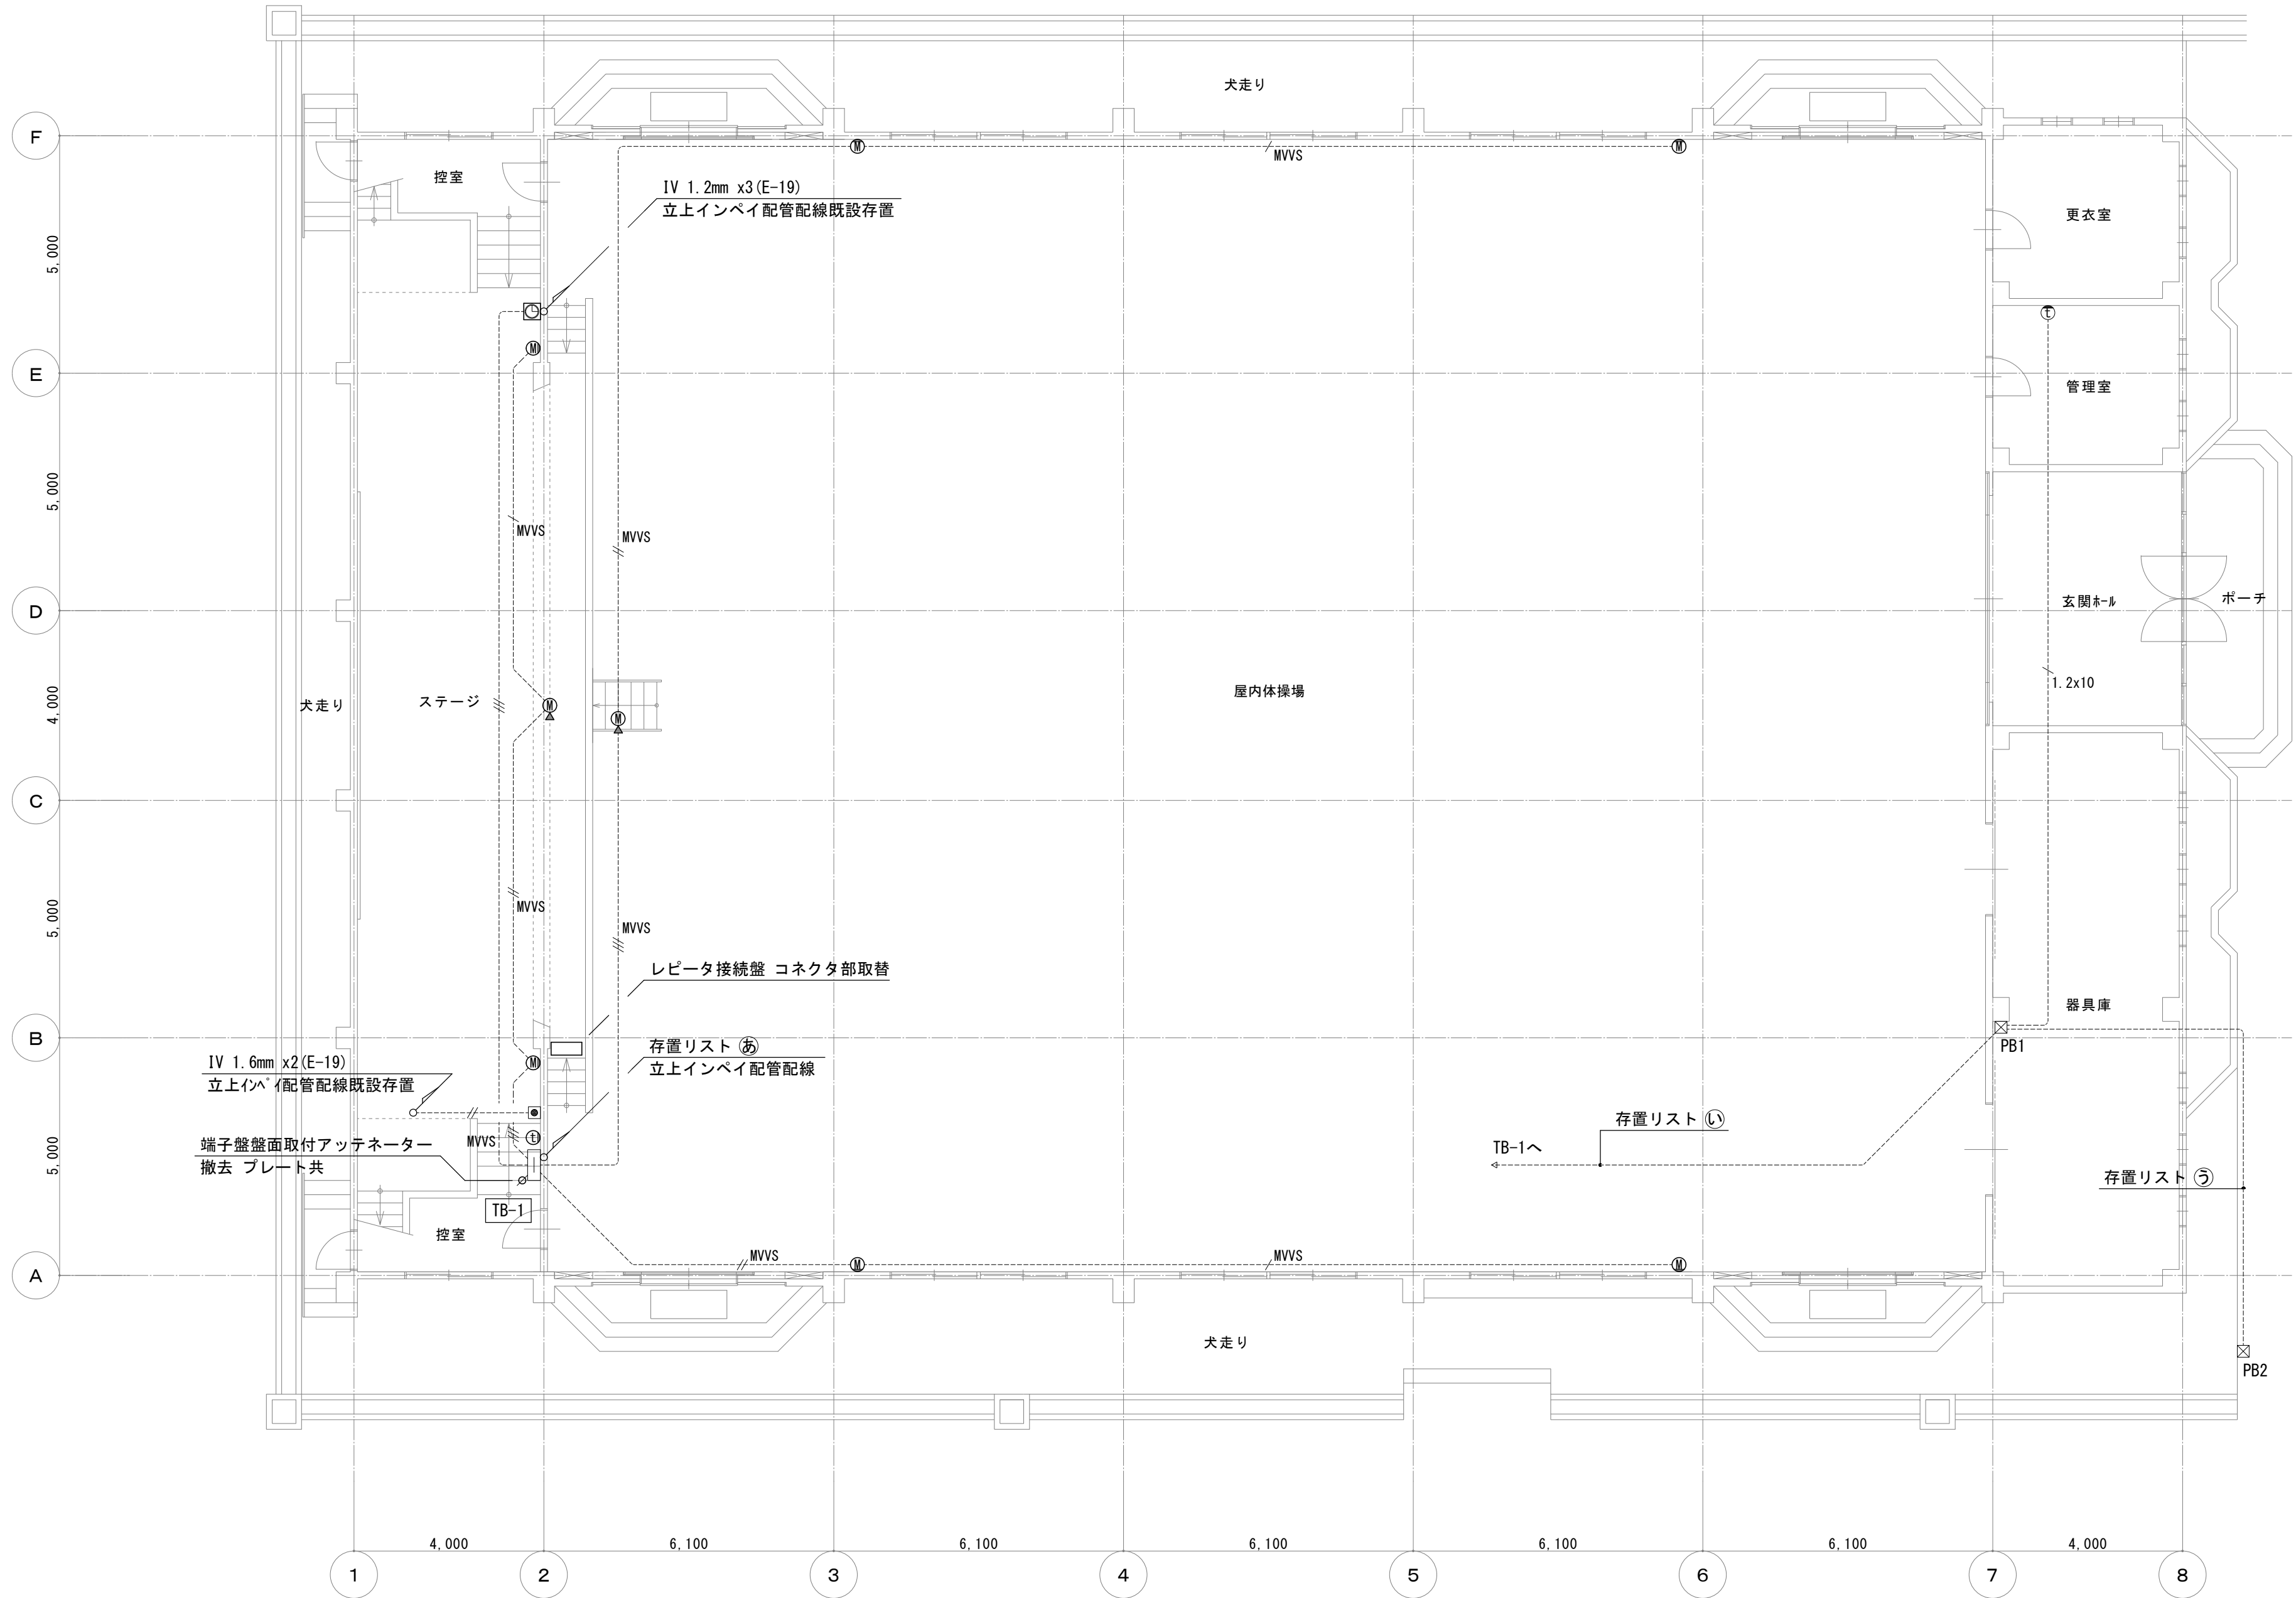 犬走り
F
M
M
MVVS
控室
IV 1.2mm x3(E-19)
立上インペイ配管配線既設存置
更衣室
5,000
t
M
E
管理室
5,000
MVVS
MVVS
D
玄関ホール
ポーチ
1.2x10
屋内体操場
ステージ
犬走り
4,000
M
M
C
MVVS
MVVS
5,000
レピータ接続盤 コネクタ部取替
器具庫
B
PB1
存置リスト あ
立上インペイ配管配線
IV 1.6mm x2(E-19)
立上インペイ配管配線既設存置
M
存置リスト い
TB-1へ
MVVS
t
端子盤盤面取付アッテネーター
撤去 プレート共
5,000
存置リスト う
TB-1
控室
MVVS
MVVS
M
M
A
犬走り
PB2
4,000
6,100
6,100
6,100
6,100
6,100
4,000
1
2
3
4
5
6
7
8